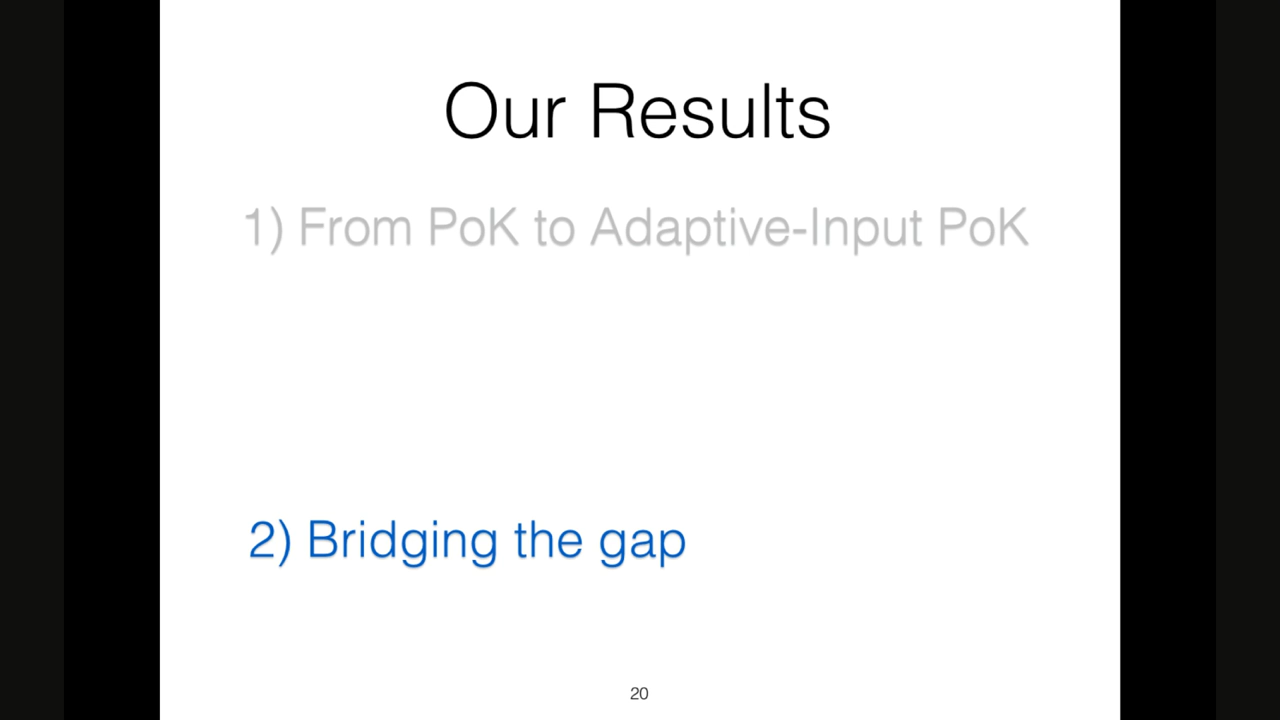 Our Results
1) From PoK to Adaptive-Input PoK
2) Bridging the gap
20